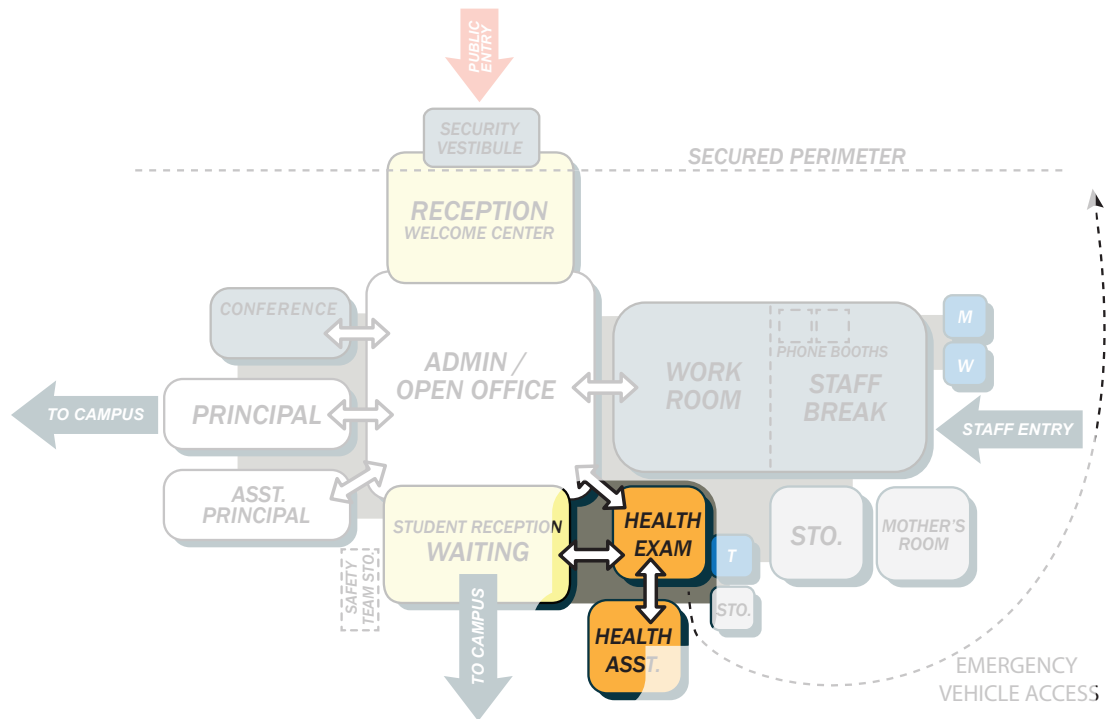 PUBLIC
ENTRY
SECURITY
VESTIBULE
SECURED PERIMETER
RECEPTION
WELCOME CENTER
CONFERENCE
ADMIN /
OPEN OFFICE
WORK
ROOM
PHONE BOOTHS
STAFF
BREAK
M
W
TO CAMPUS
PRINCIPAL
STAFF ENTRY
ASST.
PRINCIPAL
STUDENT RECEPTION
WAITING
HEALTH
EXAM
T
STO.
MOTHER'S
ROOM
SAFETY
TEAM STO.
STO.
HEALTH
ASST.
TO CAMPUS
EMERGENCY
VEHICLE ACCESS